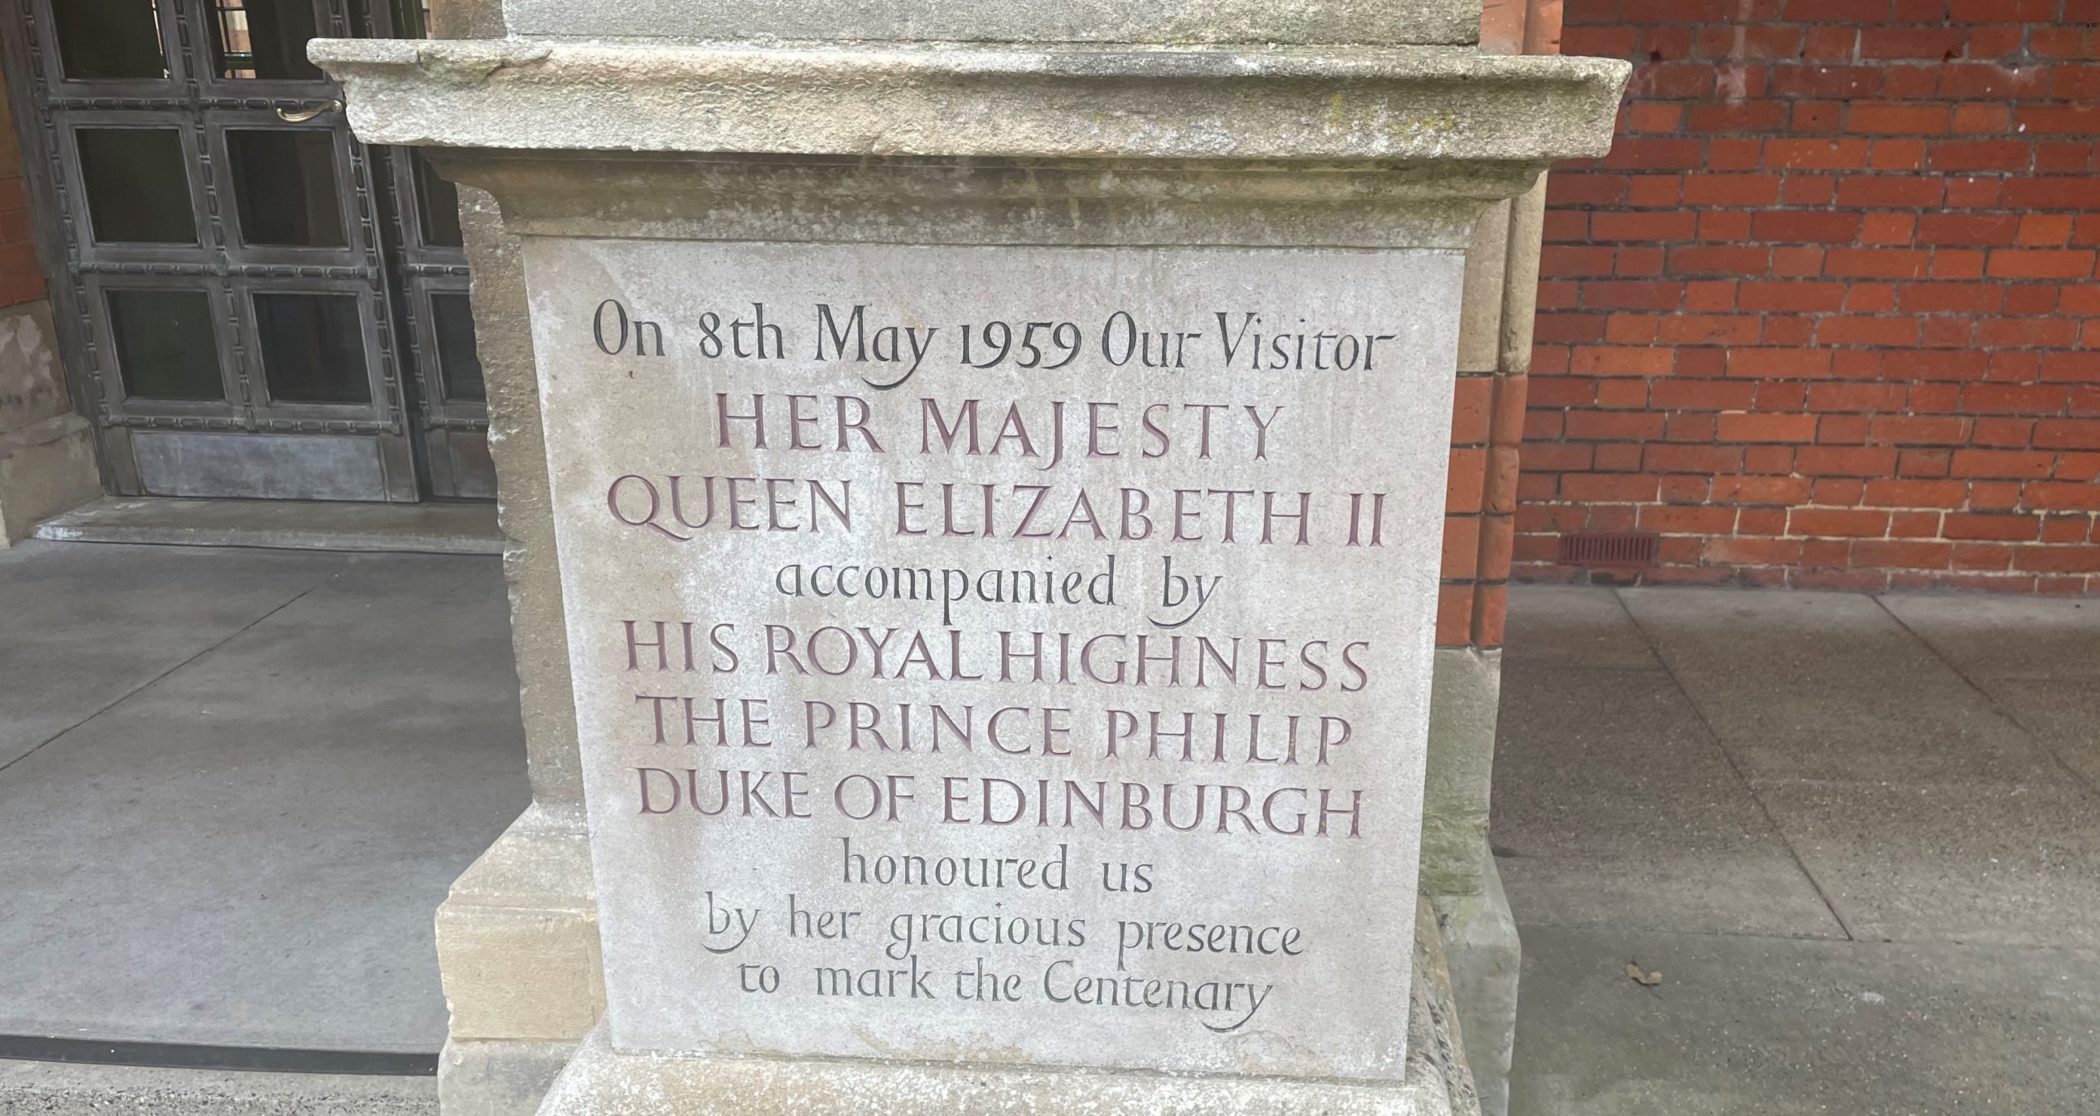 On 8th May 1959 Our Visitor
HER MAJESTY
QUEEN ELIZABETH II
accompanied by
HIS ROYAL HIGHNESS
THE PRINCE PHILIP
DUKE OF EDINBURGH
honoured us
by her gracious presence
to mark the Centenary